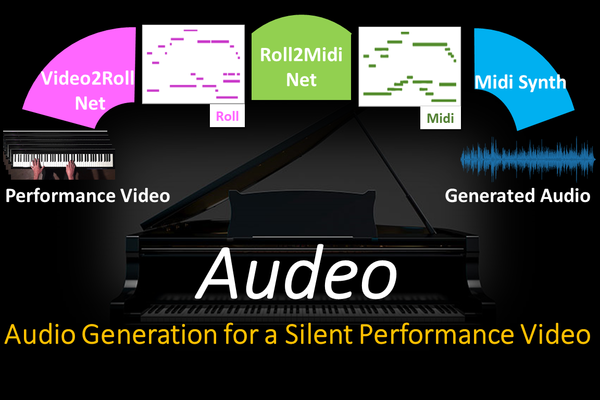 Video2Roll
Net
Roll
Roll2Midi
Net
Midi
Midi Synth
Performance Video
Generated Audio
Audeo
Audio Generation for a Silent Performance Video